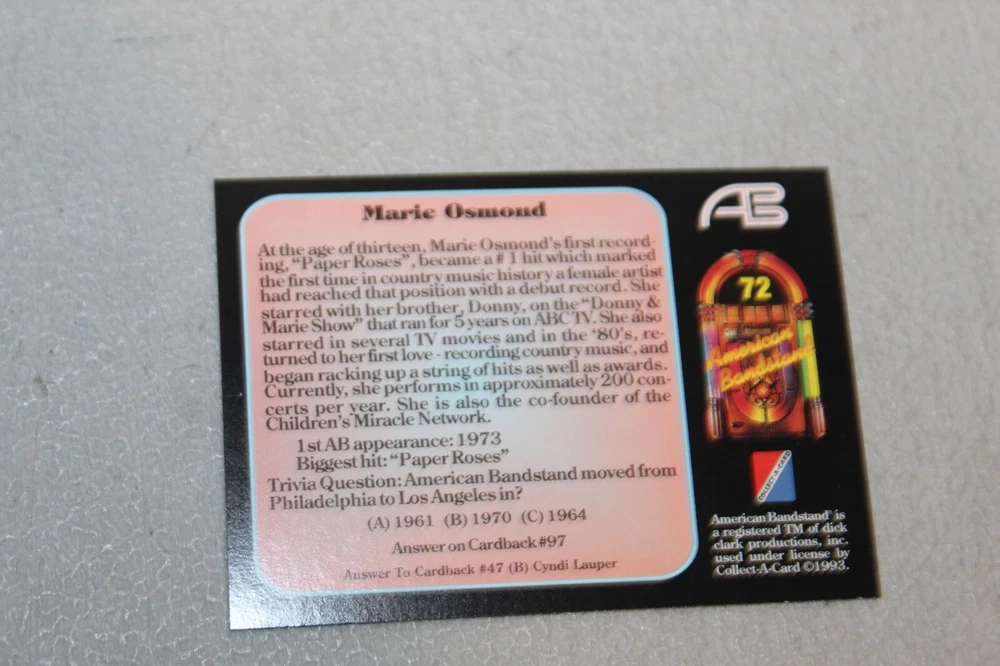 Marie Osmond
At the age of thirteen, Marie Osmond's first record-
ing, "Paper Roses", became a # 1 hit which marked
the first time in country music history a female artist
had reached that position with a debut record. She
starred with her brother, Donny, on the "Donny &
Marie Show" that ran for 5 years on ABC TV. She also
starred in several TV movies and in the '80's, re-
turned to her first love - recording country music, and
began racking up a string of hits as well as awards.
Currently, she performs in approximately 200 con-
certs per year. She is also the co-founder of the
Children's Miracle Network.
1st AB appearance: 1973
Biggest hit: "Paper Roses"
Trivia Question: American Bandstand moved from
Philadelphia to Los Angeles in?
(A) 1961 (B) 1970 (C) 1964
Answer on Cardback #97
Answer To Cardback #47 (B) Cyndi Lauper
AB
72
American
Bandstand
COLLECT-A-CARD
American Bandstand® is
a registered TM of dick
clark productions, inc.
used under license by
Collect-A-Card ©1993.